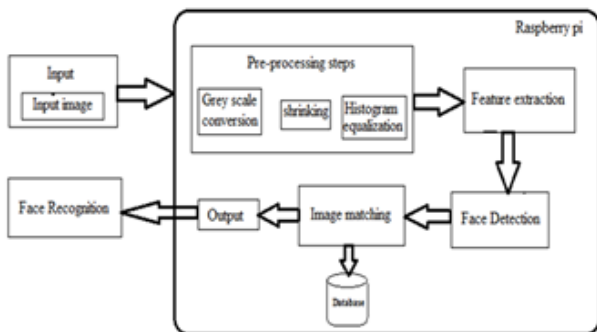 Raspberry pi
Input
Input image
Pre-processing steps
Grey scale
conversion
shrinking
Histogram
equalization
Feature extraction
Face Recognition
Output
Image matching
Face Detection
Database